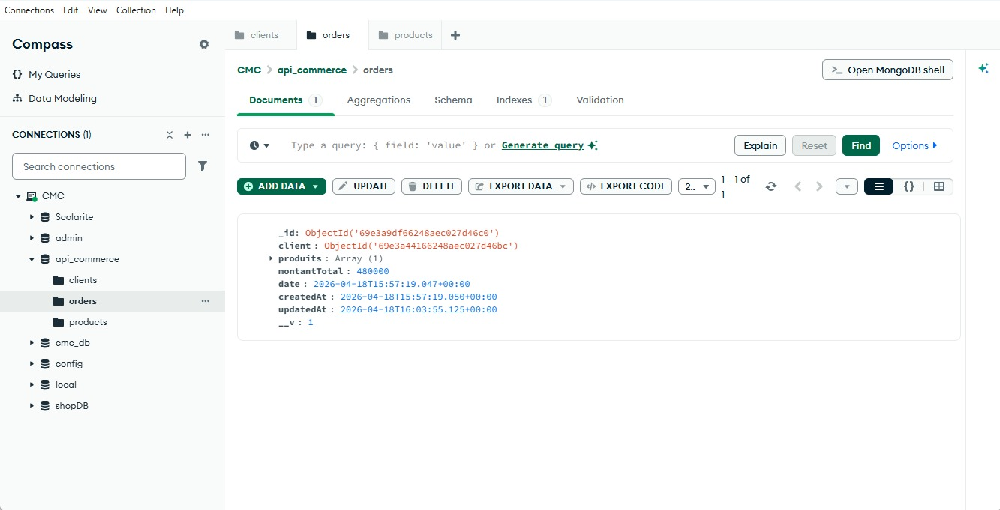 Connections Edit View Collection Help
Compass
My Queries
Data Modeling
CONNECTIONS (1)
Search connections
CMC
Scolarite
admin
api_commerce
clients
orders
products
cmc_db
config
local
shopDB
clients orders products
CMC api_commerce orders
>_ Open MongoDB shell
Documents 1 Aggregations Schema Indexes 1 Validation
Type a query: { field: 'value' } or Generate query
Explain Reset Find Options
ADD DATA UPDATE DELETE EXPORT DATA EXPORT CODE 2.. 1 – 1 of
1
_id: ObjectId('69e3a9df66248aec027d46c0')
client : ObjectId('69e3a44166248aec027d46bc')
produits : Array (1)
montantTotal : 480000
date : 2026-04-18T15:57:19.047+00:00
createdAt : 2026-04-18T15:57:19.050+00:00
updatedAt : 2026-04-18T16:03:55.125+00:00
__v : 1